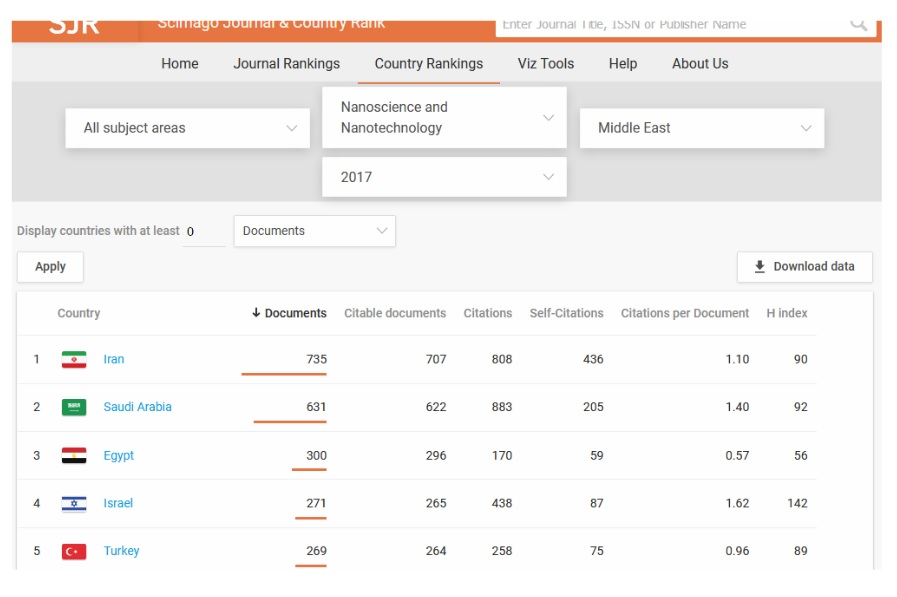 SJR Scimago Journal & Country Rank Enter Journal Title, ISSN or Publisher Name
Home Journal Rankings Country Rankings Viz Tools Help About Us
All subject areas
Nanoscience and
Nanotechnology
Middle East
2017
Display countries with at least 0 Documents
Apply
Download data
Country Documents Citable documents Citations Self-Citations Citations per Document H index
1 Iran 735 707 808 436 1.10 90
2 Saudi Arabia 631 622 883 205 1.40 92
3 Egypt 300 296 170 59 0.57 56
4 Israel 271 265 438 87 1.62 142
5 Turkey 269 264 258 75 0.96 89